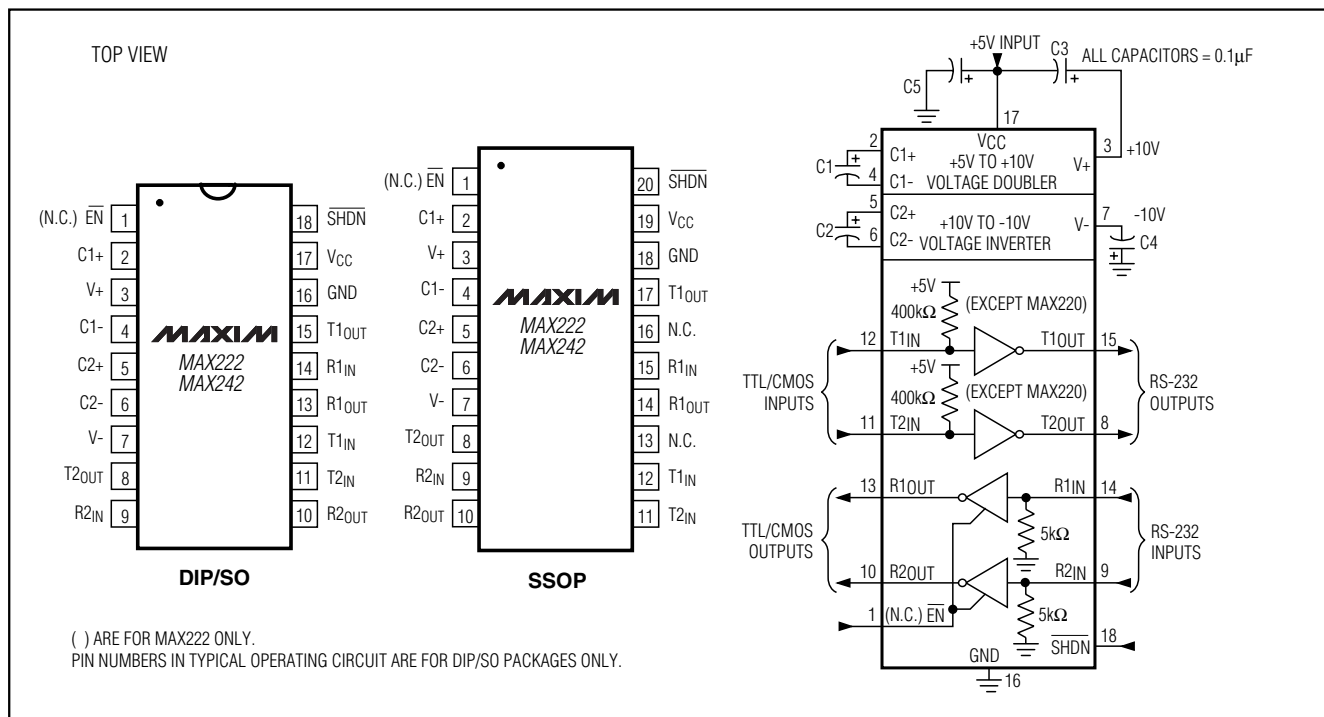 TOP VIEW
(N.C.) EN 1
C1+ 2
V+ 3
C1- 4
C2+ 5
C2- 6
V- 7
T2OUT 8
R2IN 9
18 SHDN
17 VCC
16 GND
15 T1OUT
14 R1IN
13 R1OUT
12 T1IN
11 T2IN
10 R2OUT
MAXIM
MAX222
MAX242
DIP/SO
(N.C.) EN 1
C1+ 2
V+ 3
C1- 4
C2+ 5
C2- 6
V- 7
T2OUT 8
R2IN 9
R2OUT 10
20 SHDN
19 VCC
18 GND
17 T1OUT
16 N.C.
15 R1IN
14 R1OUT
13 N.C.
12 T1IN
11 T2IN
MAXIM
MAX222
MAX242
SSOP
( ) ARE FOR MAX222 ONLY.
PIN NUMBERS IN TYPICAL OPERATING CIRCUIT ARE FOR DIP/SO PACKAGES ONLY.
+5V INPUT
C3
ALL CAPACITORS = 0.1μF
C5
+ +
17
VCC
2 C1+
+5V TO +10V
VOLTAGE DOUBLER
V+ 3 +10V
C1 +
4 C1-
5 C2+
+10V TO -10V
VOLTAGE INVERTER
V- 7 -10V
C2 +
6 C2-
C4
+
+5V
400kΩ
(EXCEPT MAX220)
12 T1IN
T1OUT 15
+5V
400kΩ
(EXCEPT MAX220)
TTL/CMOS
INPUTS
RS-232
OUTPUTS
11 T2IN
T2OUT 8
13 R1OUT
R1IN 14
5kΩ
TTL/CMOS
OUTPUTS
RS-232
INPUTS
10 R2OUT
R2IN 9
5kΩ
1 (N.C.) EN
SHDN 18
GND
16